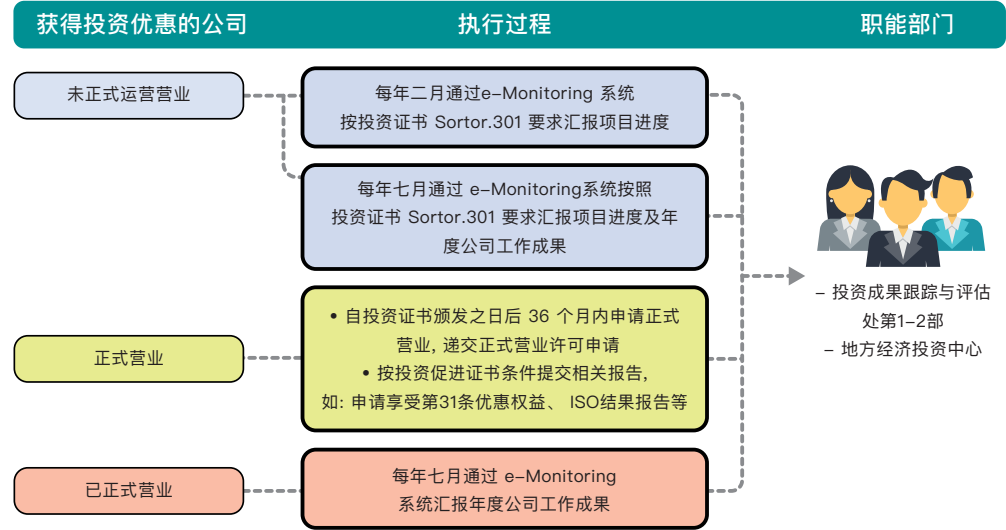 获得投资优惠的公司
执行过程
职能部门
未正式运营营业
每年二月通过e-Monitoring 系统
按投资证书 Sortor.301 要求汇报项目进度
每年七月通过 e-Monitoring系统按照
投资证书 Sortor.301 要求汇报项目进度及年
度公司工作成果
正式营业
• 自投资证书颁发之日后 36 个月内申请正式
营业, 递交正式营业许可申请
• 按投资促进证书条件提交相关报告,
如: 申请享受第31条优惠权益、 ISO结果报告等
已正式营业
每年七月通过 e-Monitoring
系统汇报年度公司工作成果
- 投资成果跟踪与评估
处第1-2部
- 地方经济投资中心